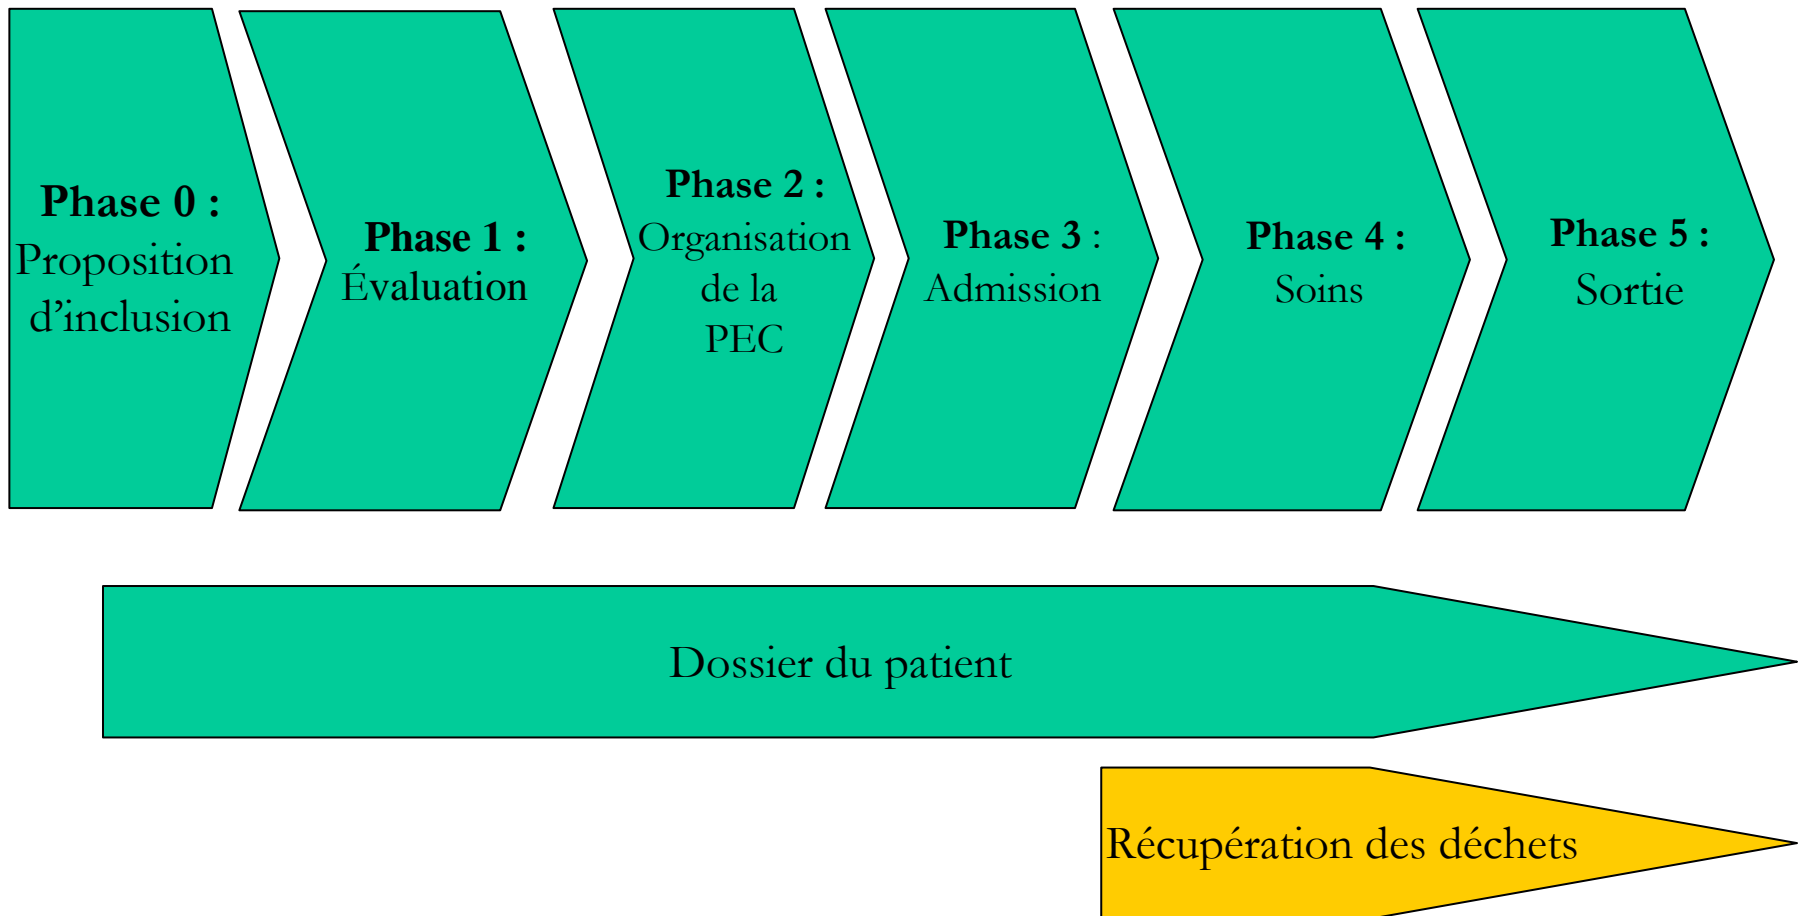 Phase 0 :
Proposition
d’inclusion
Phase 1 :
Évaluation
Phase 2 :
Organisation
de la
PEC
Phase 3 :
Admission
Phase 4 :
Soins
Phase 5 :
Sortie
Dossier du patient
Récupération des déchets